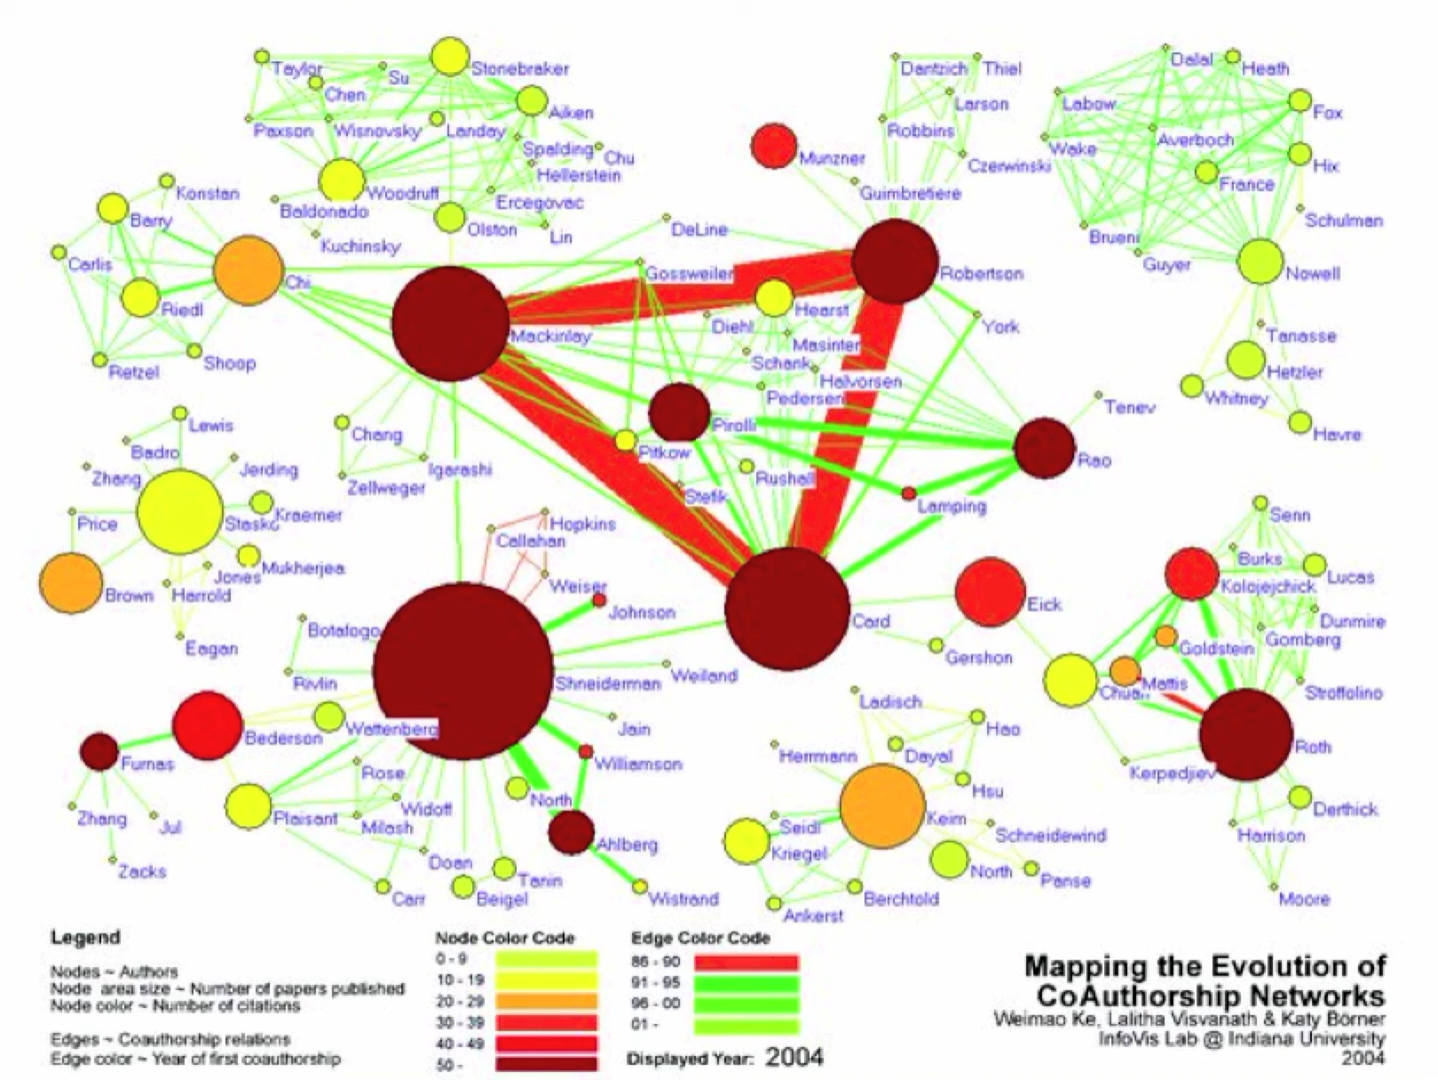 Taylor
Su
Stonebraker
Chen
Aiken
Paxson
Wisnovsky
Landay
Spalding
Chu
Hellerstein
Woodruff
Ercegovac
Baldonado
Olston
Lin
Kuchinsky
Dantzich
Thiel
Larson
Robbins
Czerwinski
Munzner
Guimbretiere
Dalal
Heath
Labow
Fox
Averboch
Wake
Hix
France
Schulman
Brueni
Guyer
Nowell
Tanasse
Hetzler
Whitney
Havre
Konstan
Barry
Carlis
Chi
Riedl
Shoop
Retzel
DeLine
Gossweiler
Robertson
Mackinlay
Hearst
Diehl
York
Masinter
Schank
Halvorsen
Pedersen
Tenev
Pirolli
Pitkow
Rao
Rushall
Stefik
Lamping
Chang
Igarashi
Zellweger
Lewis
Badro
Zhang
Jerding
Kraemer
Price
Stasko
Mukherjea
Jones
Brown
Harrold
Eagan
Hopkins
Callahan
Weiser
Johnson
Card
Eick
Gershon
Botafogo
Rivlin
Shneiderman
Weiland
Jain
Wattenberg
Bederson
Furnas
Williamson
Rose
North
Zhang
Jul
Plaisant
Widoff
Milash
Ahlberg
Zacks
Doan
Tanin
Carr
Beigel
Wistrand
Senn
Burks
Kolojejchick
Lucas
Dunmire
Gomberg
Goldstein
Mattis
Chuah
Stroffolino
Roth
Kerpedjiev
Derthick
Harrison
Moore
Ladisch
Hao
Herrmann
Dayal
Hsu
Seidl
Keim
Schneidewind
Kriegel
North
Panse
Berchtold
Ankerst
Legend
Nodes ~ Authors
Node area size ~ Number of papers published
Node color ~ Number of citations
Edges ~ Coauthorship relations
Edge color ~ Year of first coauthorship
Node Color Code
0 - 9
10 - 19
20 - 29
30 - 39
40 - 49
50 -
Edge Color Code
86 - 90
91 - 95
96 - 00
01 -
Displayed Year: 2004
Mapping the Evolution of
CoAuthorship Networks
Weimao Ke, Lalitha Visvanath & Katy Börner
InfoVis Lab @ Indiana University
2004